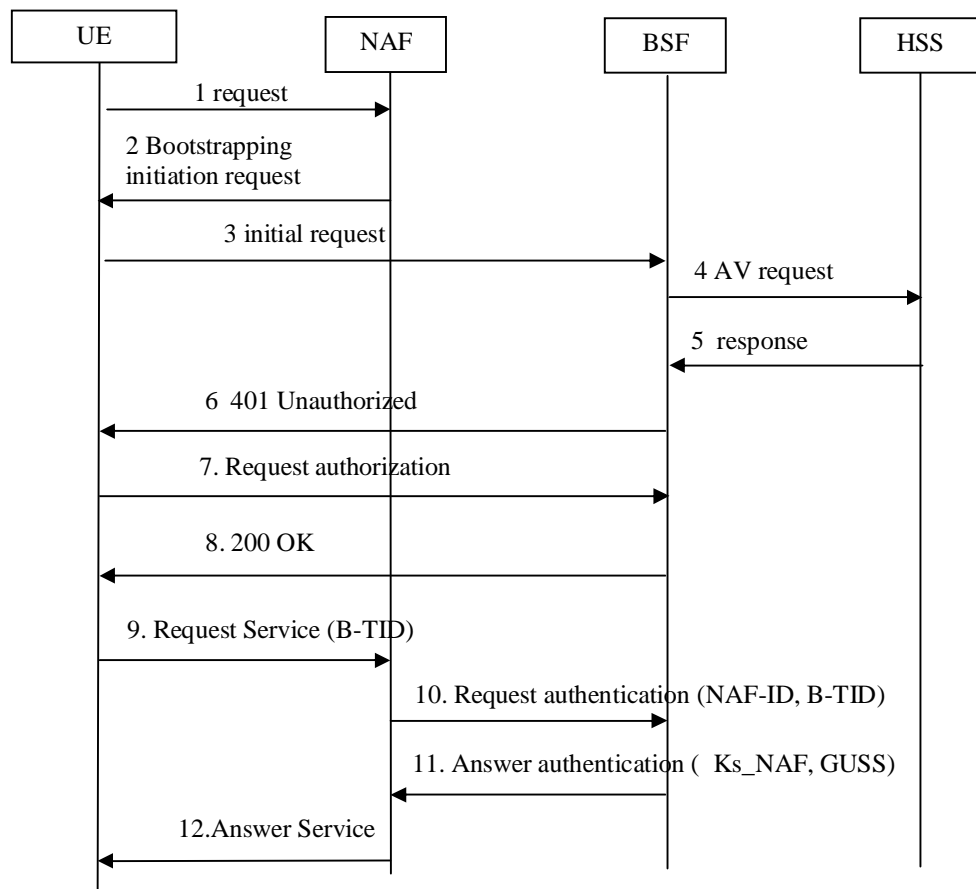 UE
NAF
BSF
HSS
1 request
2 Bootstrapping
initiation request
3 initial request
4 AV request
5 response
6 401 Unauthorized
7. Request authorization
8. 200 OK
9. Request Service (B-TID)
10. Request authentication (NAF-ID, B-TID)
11. Answer authentication ( Ks_NAF, GUSS)
12.Answer Service